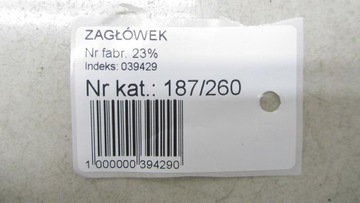 ZAGŁÓWEK
Nr fabr. 23%
Indeks: 039429
Nr kat.: 187/260
1 000000 394290